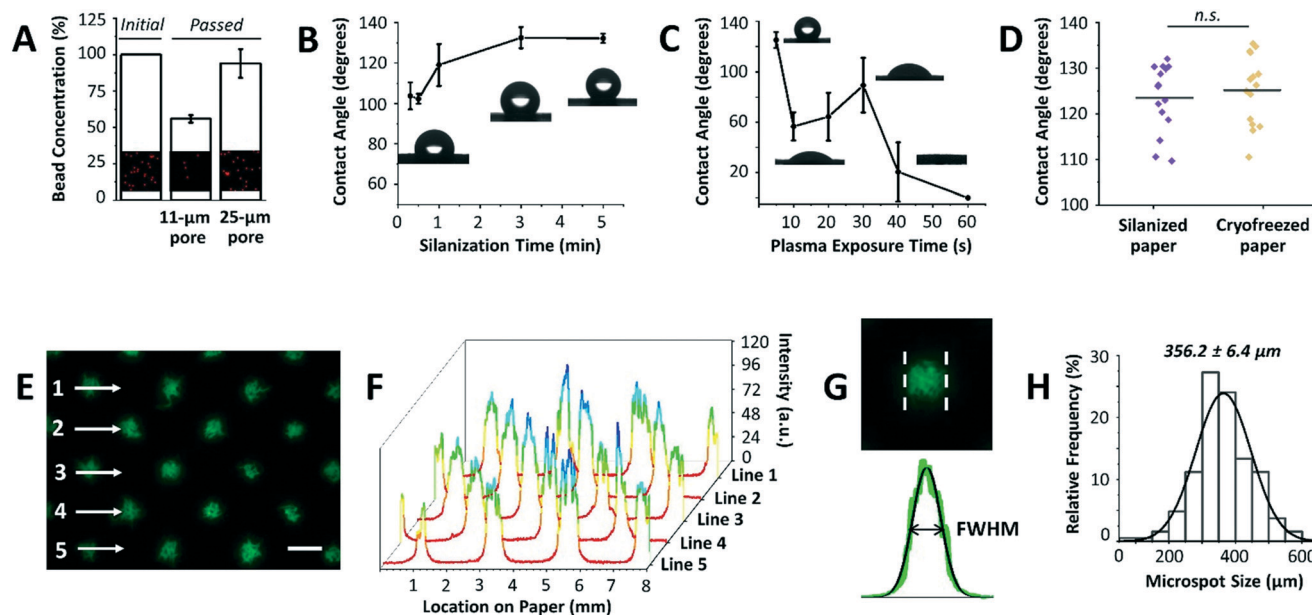 A
Bead Concentration (%)
Initial
Passed
125
100
75
50
25
0
11-μm pore
25-μm pore
B
Contact Angle (degrees)
140
120
100
80
60
0
1
2
3
4
5
Silanization Time (min)
C
Contact Angle (degrees)
140
100
60
20
0
10
20
30
40
50
60
Plasma Exposure Time (s)
D
Contact Angle (degrees)
n.s.
140
130
120
110
100
Silanized paper
Cryofreezed paper
E
1
2
3
4
5
F
Intensity (a.u.)
120
96
72
48
24
0
Line 1
Line 2
Line 3
Line 4
Line 5
1
2
3
4
5
6
7
8
Location on Paper (mm)
G
FWHM
H
356.2 ± 6.4 μm
Relative Frequency (%)
30
25
20
15
10
5
0
0
200
400
600
Microspot Size (μm)